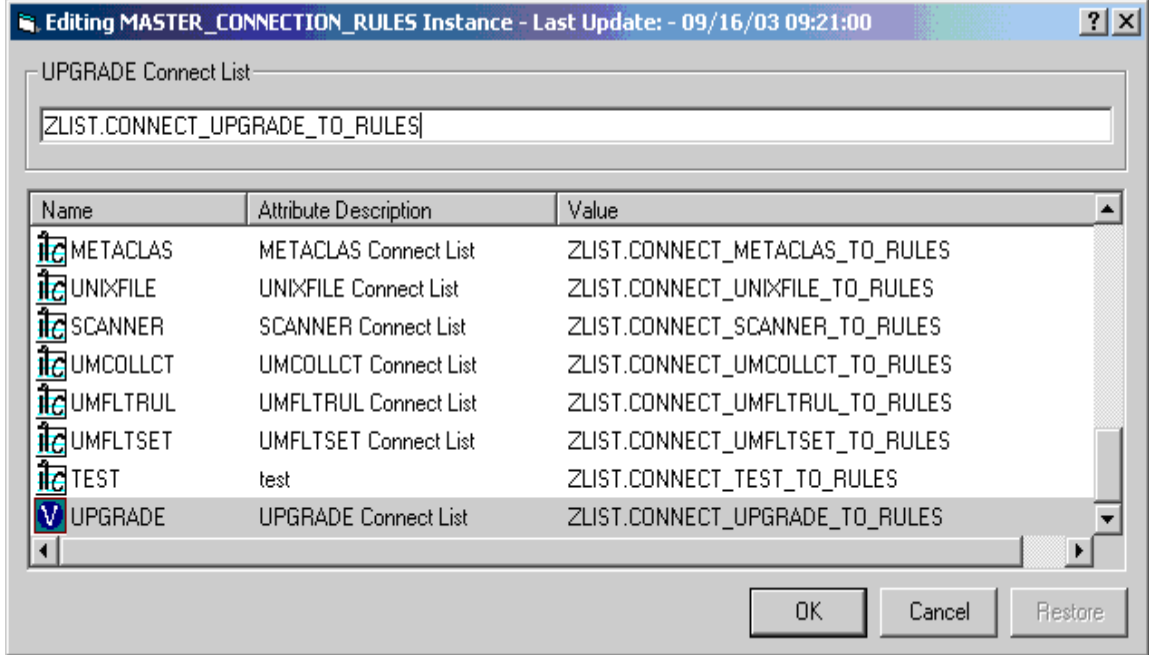 Editing MASTER_CONNECTION_RULES Instance - Last Update: - 09/16/03 09:21:00
UPGRADE Connect List
ZLIST.CONNECT_UPGRADE_TO_RULES
Name Attribute Description Value
METACLAS METACLAS Connect List ZLIST.CONNECT_METACLAS_TO_RULES
UNIXFILE UNIXFILE Connect List ZLIST.CONNECT_UNIXFILE_TO_RULES
SCANNER SCANNER Connect List ZLIST.CONNECT_SCANNER_TO_RULES
UMCOLLCT UMCOLLCT Connect List ZLIST.CONNECT_UMCOLLCT_TO_RULES
UMFLTRUL UMFLTRUL Connect List ZLIST.CONNECT_UMFLTRUL_TO_RULES
UMFLTSET UMFLTSET Connect List ZLIST.CONNECT_UMFLTSET_TO_RULES
TEST test ZLIST.CONNECT_TEST_TO_RULES
V UPGRADE UPGRADE Connect List ZLIST.CONNECT_UPGRADE_TO_RULES
OK Cancel Restore